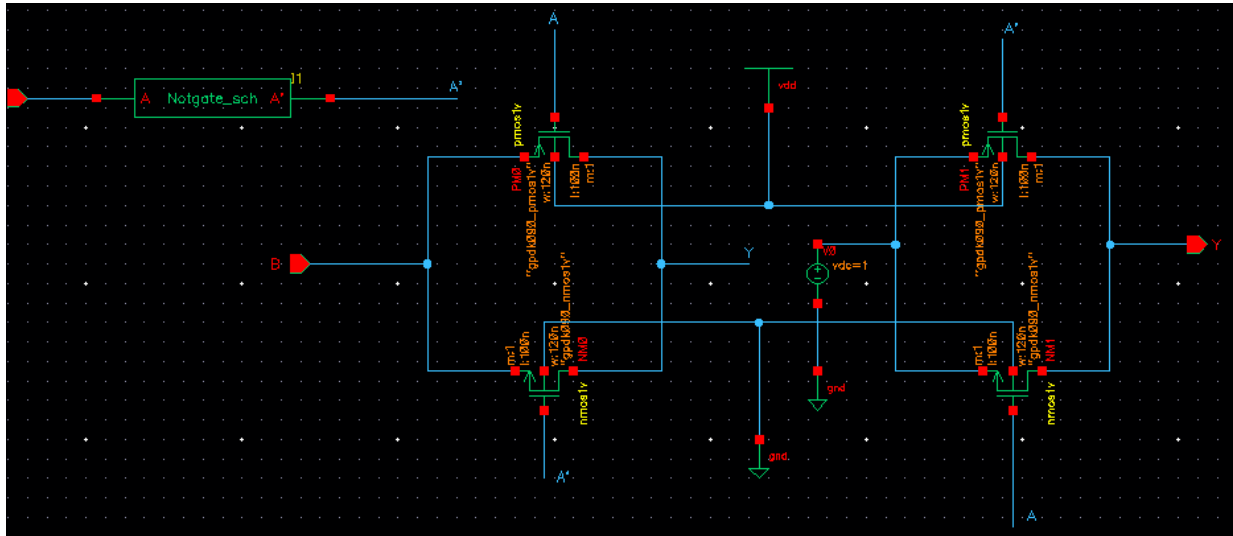 A
A'
J1
A Notgate_sch A'
A'
vdd
pmos1v
pmos1v
PM0
"gpdk090_pmos1v"
w:120n
l:100n
m:1
PM1
"gpdk090_pmos1v"
w:120n
l:100n
m:1
B
Y
V0
vdc=1
Y
m:1
l:100n
w:120n
"gpdk090_nmos1v"
NM0
m:1
l:100n
w:120n
"gpdk090_nmos1v"
NM1
gnd
nmos1v
nmos1v
gnd
A'
A